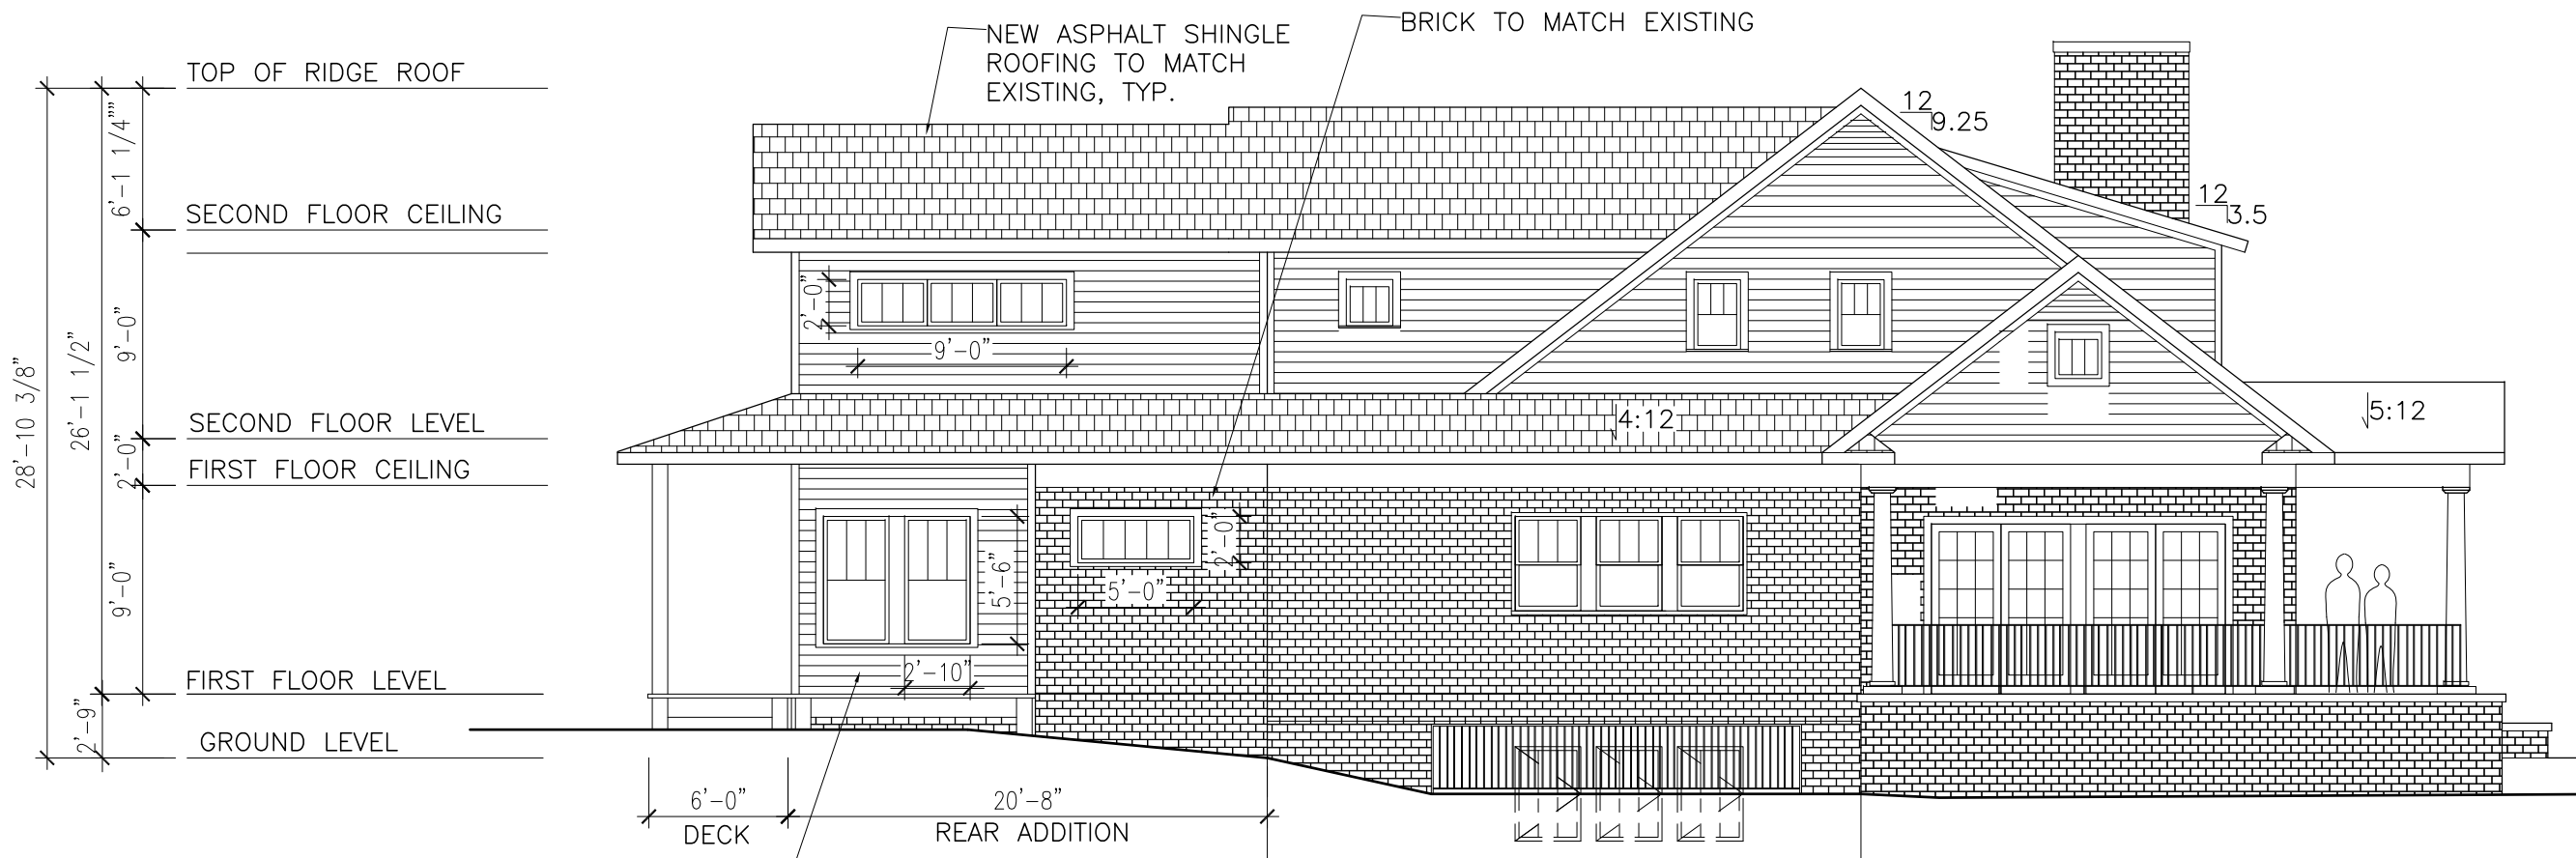 NEW ASPHALT SHINGLE
ROOFING TO MATCH
EXISTING, TYP.
BRICK TO MATCH EXISTING
TOP OF RIDGE ROOF
SECOND FLOOR CEILING
SECOND FLOOR LEVEL
FIRST FLOOR CEILING
FIRST FLOOR LEVEL
GROUND LEVEL
28'-10 3/8"
26'-1 1/2"
6'-1 1/4""
9'-0"
2'-0"
9'-0"
2'-9"
12
9.25
12
3.5
2'-0"
9'-0"
4:12
5:12
5'-6"
2'-10"
2'-0"
5'-0"
6'-0"
DECK
20'-8"
REAR ADDITION